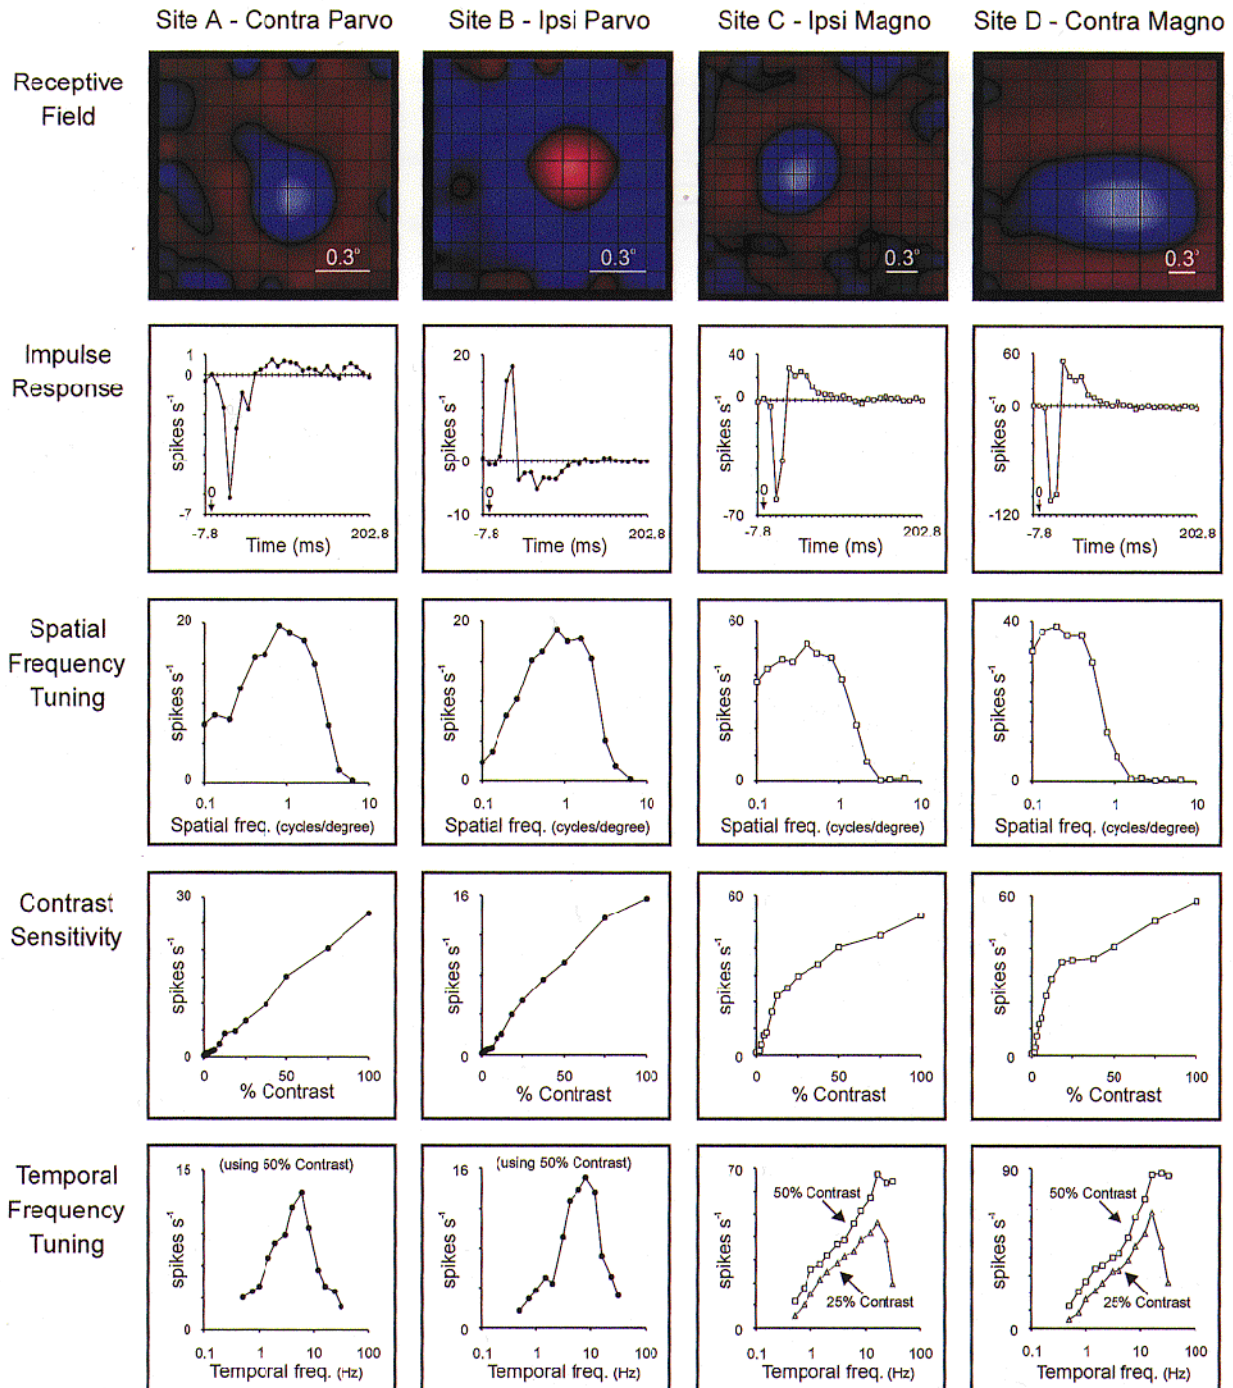 Site A - Contra Parvo
Site B - Ipsi Parvo
Site C - Ipsi Magno
Site D - Contra Magno
Receptive
Field
0.3°
0.3°
0.3°
0.3°
Impulse
Response
spikes s⁻¹
1
0
-7
0
-7.8
202.8
Time (ms)
spikes s⁻¹
20
0
-10
0
-7.8
202.8
Time (ms)
spikes s⁻¹
40
0
-70
0
-7.8
202.8
Time (ms)
spikes s⁻¹
60
0
-120
0
-7.8
202.8
Time (ms)
Spatial
Frequency
Tuning
spikes s⁻¹
20
0
0.1
1
10
Spatial freq. (cycles/degree)
spikes s⁻¹
20
0
0.1
1
10
Spatial freq. (cycles/degree)
spikes s⁻¹
60
0
0.1
1
10
Spatial freq. (cycles/degree)
spikes s⁻¹
40
0
0.1
1
10
Spatial freq. (cycles/degree)
Contrast
Sensitivity
spikes s⁻¹
30
0
0
50
100
% Contrast
spikes s⁻¹
16
0
0
50
100
% Contrast
spikes s⁻¹
60
0
0
50
100
% Contrast
spikes s⁻¹
60
0
0
50
100
% Contrast
Temporal
Frequency
Tuning
(using 50% Contrast)
spikes s⁻¹
15
0
0.1
1
10
100
Temporal freq. (Hz)
(using 50% Contrast)
spikes s⁻¹
16
0
0.1
1
10
100
Temporal freq. (Hz)
spikes s⁻¹
70
0
50% Contrast
25% Contrast
0.1
1
10
100
Temporal freq. (Hz)
spikes s⁻¹
90
0
50% Contrast
25% Contrast
0.1
1
10
100
Temporal freq. (Hz)